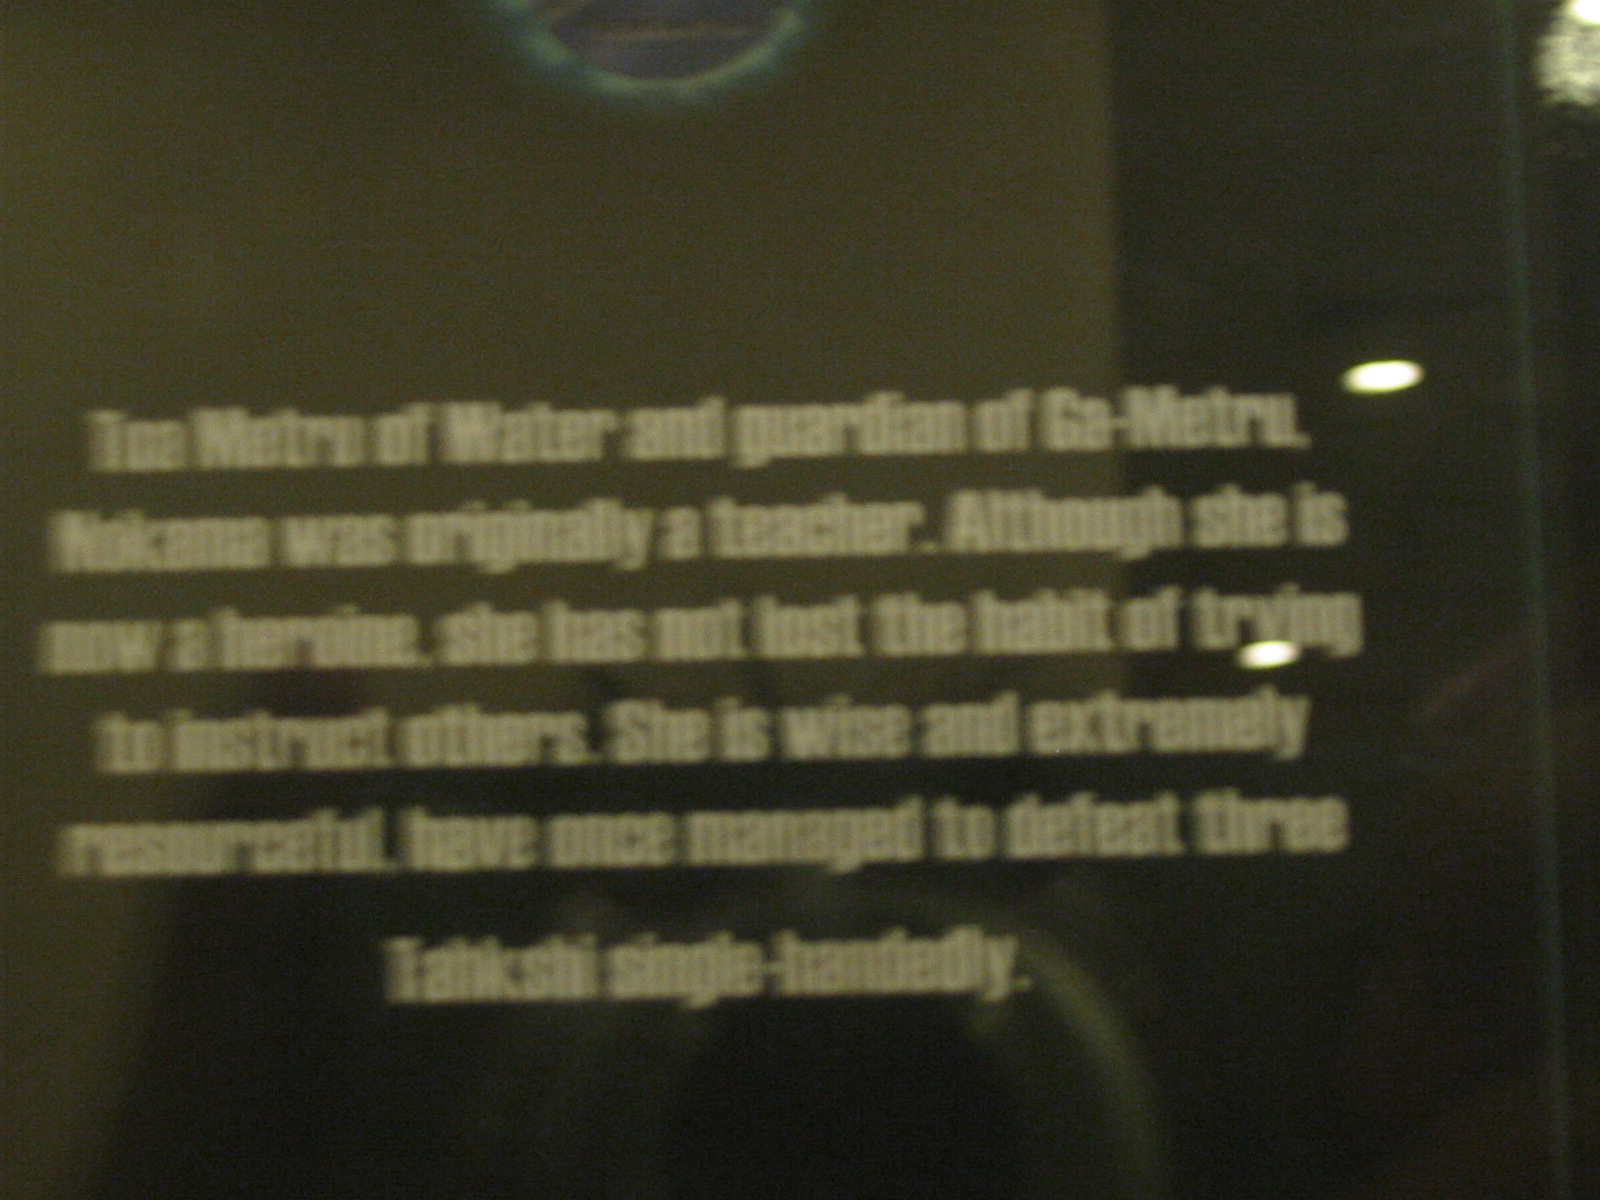 Toa Metru of Water and guardian of Ga-Metru.
Nokama was originally a teacher. Although she is
now a heroine, she has not lost the habit of trying
to instruct others. She is wise and extremely
resourceful, have once managed to defeat three
Tahkshi single-handedly.